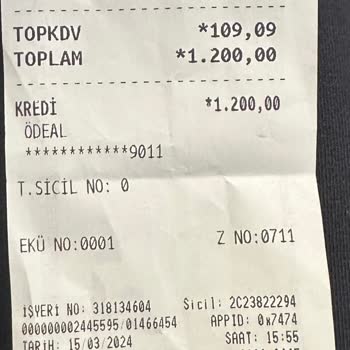 TOPKDV *109,09
TOPLAM *1.200,00
KREDİ *1.200,00
ÖDEAL
************9011
T.SİCİL NO: 0
EKÜ NO:0001 Z NO:0711
İŞYERİ NO: 318134604 Sicil: 2C23822294
000000002445595/01466454 APPID: 0x7474
TARİH: 15/03/2024 SAAT: 15:55